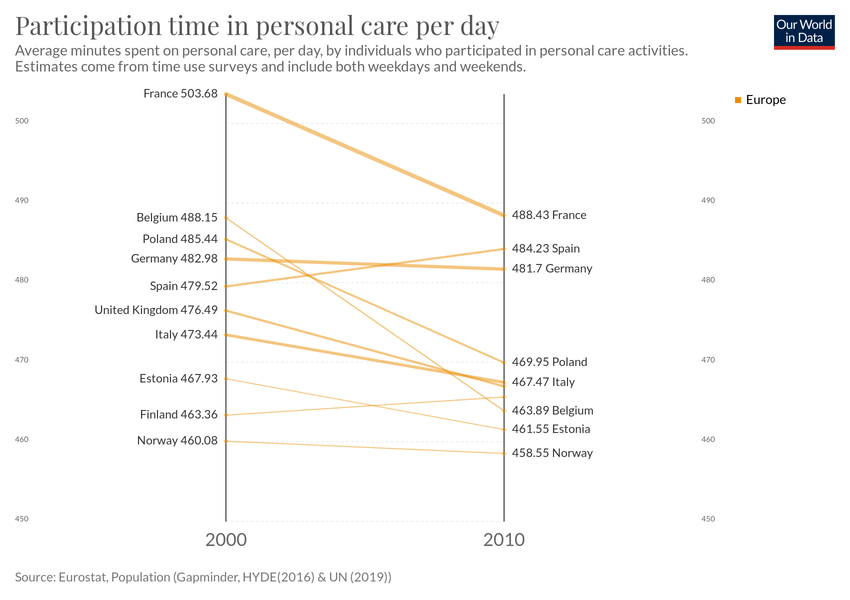 Participation time in personal care per day
Our World
in Data
Average minutes spent on personal care, per day, by individuals who participated in personal care activities.
Estimates come from time use surveys and include both weekdays and weekends.
France 503.68
Europe
500
500
490
490
488.43 France
Belgium 488.15
Poland 485.44
484.23 Spain
Germany 482.98
481.7 Germany
480
480
Spain 479.52
United Kingdom 476.49
Italy 473.44
470
470
469.95 Poland
Estonia 467.93
467.47 Italy
Finland 463.36
463.89 Belgium
461.55 Estonia
Norway 460.08
460
460
458.55 Norway
450
450
2000
2010
Source: Eurostat, Population (Gapminder, HYDE(2016) & UN (2019))